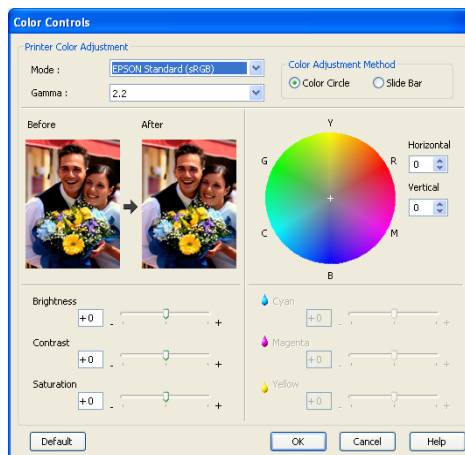 Color Controls
Printer Color Adjustment
Mode : EPSON Standard (sRGB)
Gamma : 2.2
Color Adjustment Method
Color Circle Slide Bar
Before After
Y
G R
C M
B
Horizontal
0
Vertical
0
Brightness
+0 - +
Contrast
+0 - +
Saturation
+0 - +
Cyan
+0 - +
Magenta
+0 - +
Yellow
+0 - +
Default OK Cancel Help